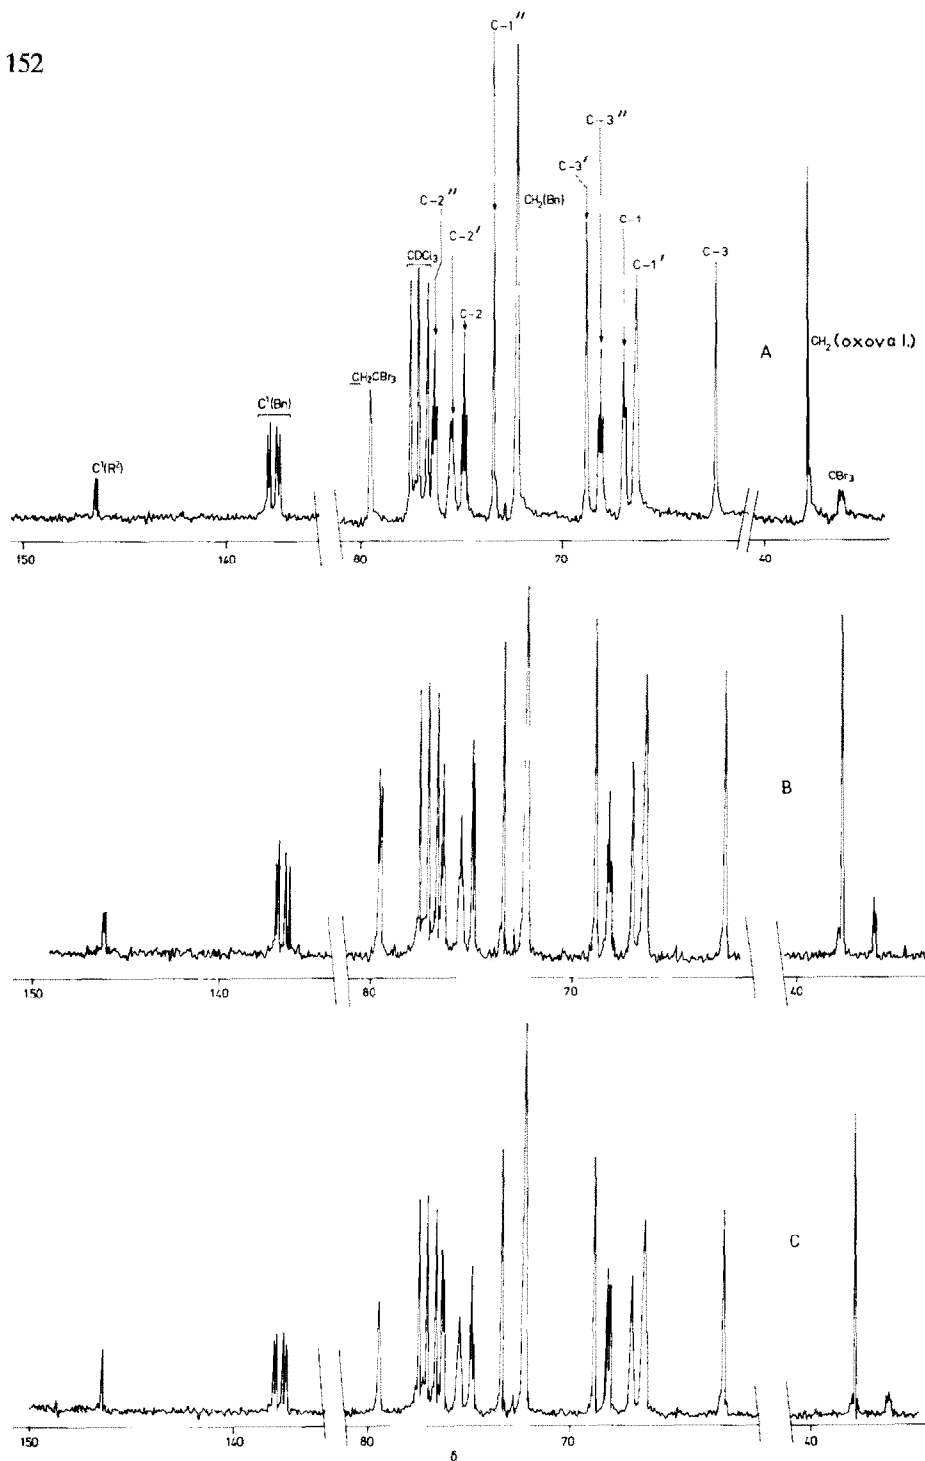 152
C-1''
C-3''
C-3'
C-2''
CH₂(Bn)
C-2'
C-1
CDCl₃
C-1'
C-3
C-2
A
CH₂(oxoval.)
CH₂CBr₃
C¹(Bn)
C¹(R²)
CBr₃
150 140 80 70 40
B
150 140 80 70 40
C
150 140 80 70 40
δ